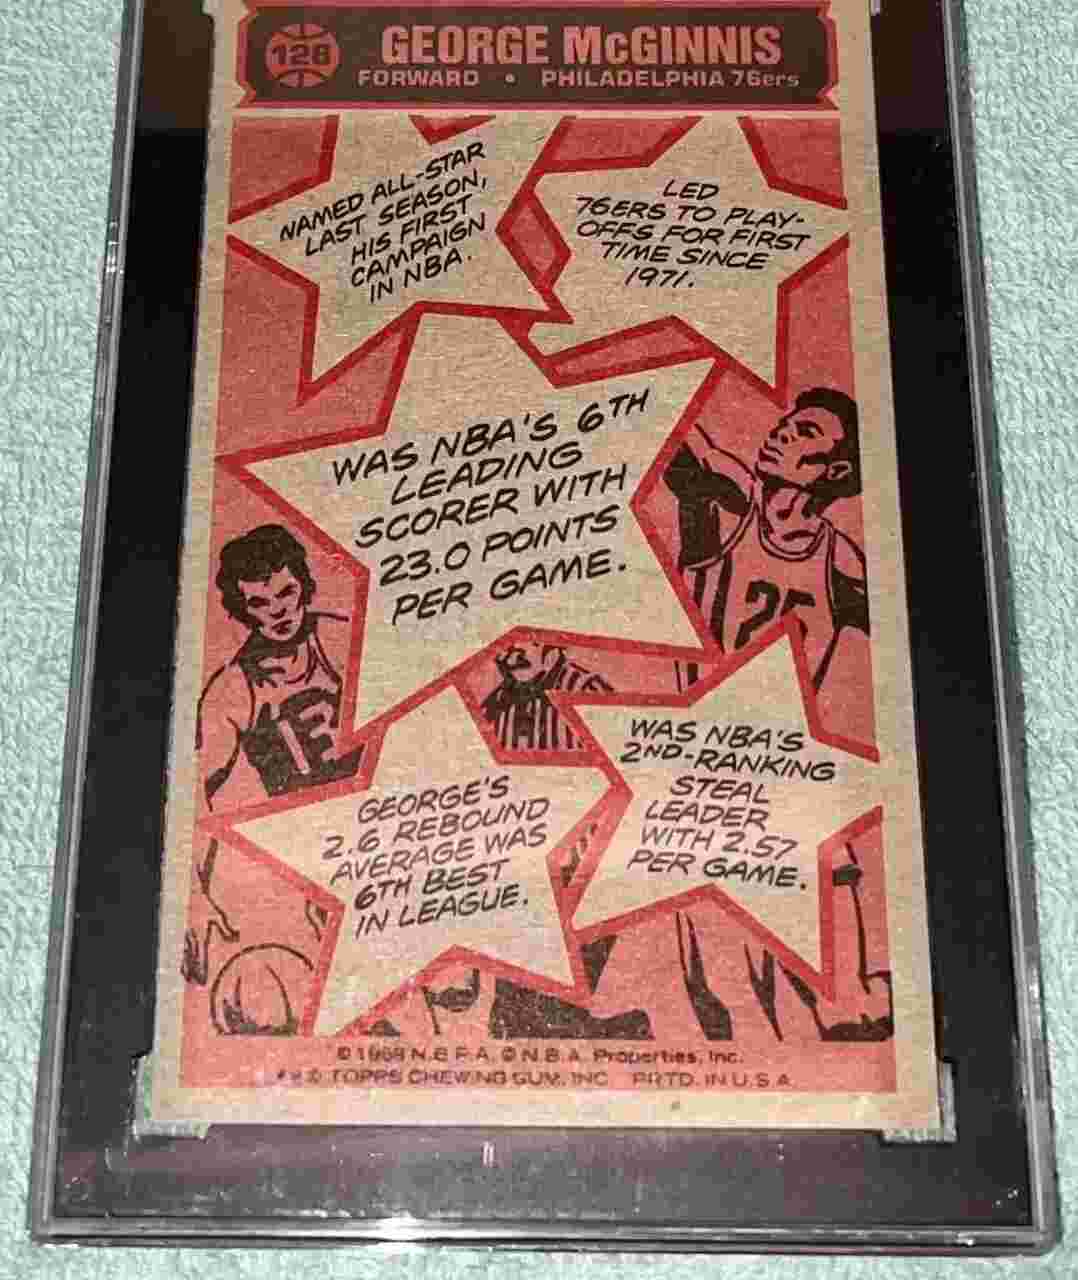 128
GEORGE McGINNIS
FORWARD • PHILADELPHIA 76ers
NAMED ALL-STAR
LAST SEASON,
HIS FIRST
CAMPAIGN
IN NBA.
LED
76ERS TO PLAY-
OFFS FOR FIRST
TIME SINCE
1971.
WAS NBA'S 6TH
LEADING
SCORER WITH
23.0 POINTS
PER GAME.
25
GEORGE'S
2.6 REBOUND
AVERAGE WAS
6TH BEST
IN LEAGUE.
WAS NBA'S
2ND-RANKING
STEAL
LEADER
WITH 2.57
PER GAME.
N.B.A. Properties, Inc.
© TOPPS CHEWING GUM, INC. PRTD. IN U.S.A.